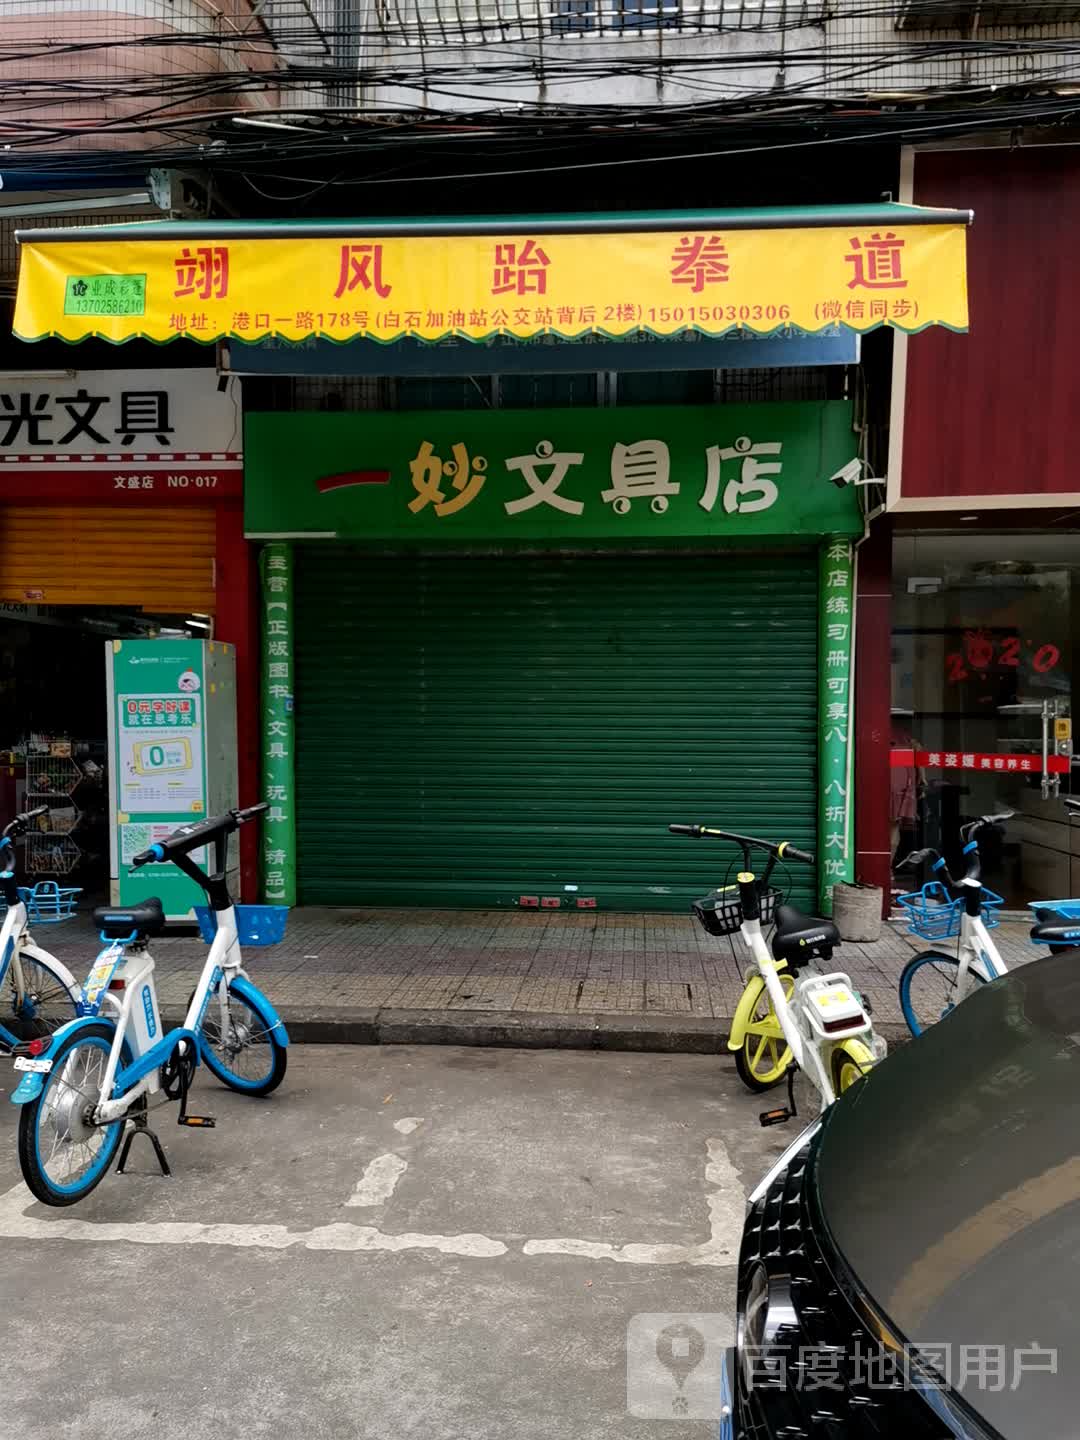 翊风跆拳道
业成彩蓬
13702586210
地址：港口一路178号(白石加油站公交站背后 2楼)15015030306 （微信同步）
光文具
文盛店 NO·017
一妙文具店
主营【正版图书、文具、玩具、精品】
本店练习册可享八·八折大优
0元学好课
就在思考乐
0
2020
美姿媛 美容养生
百度地图用户